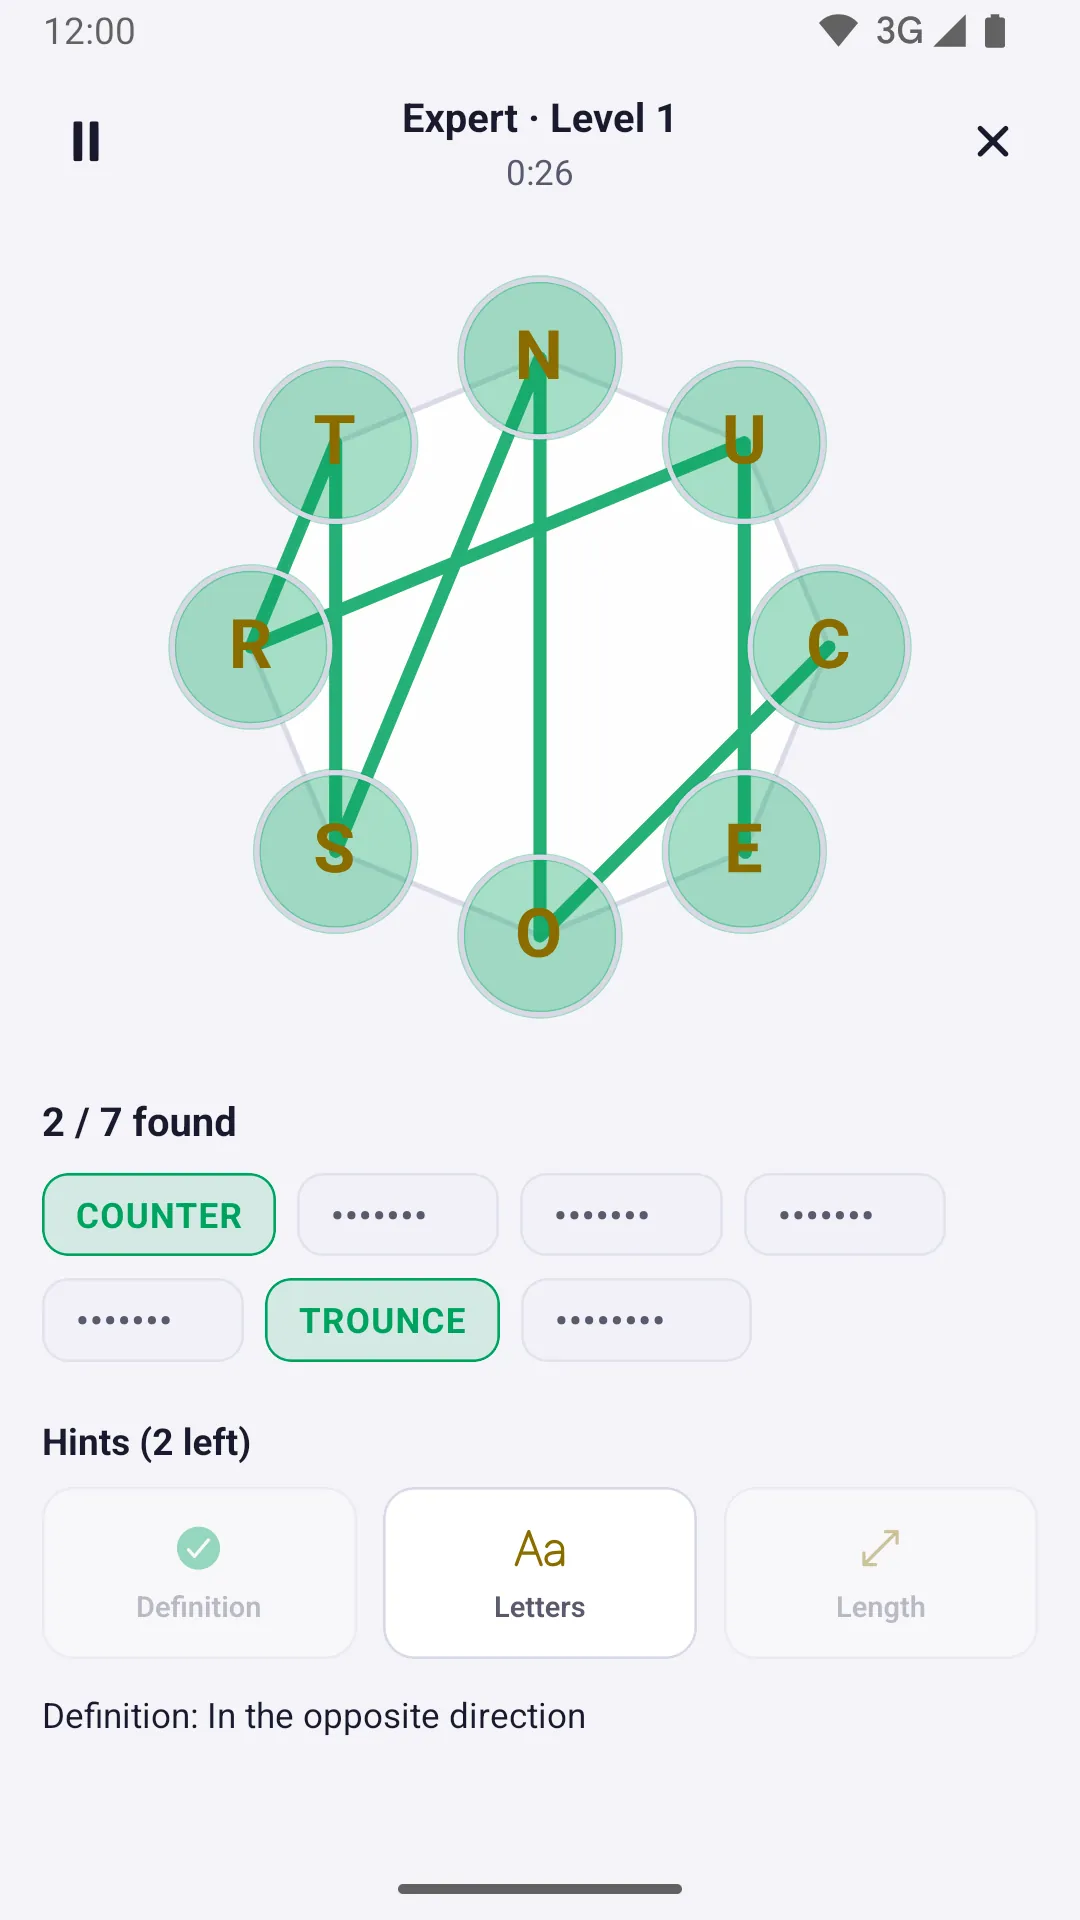 12:00
3G
Expert · Level 1
0:26
N
T
U
R
C
S
E
O
2 / 7 found
COUNTER ••••••• ••••••• •••••••
••••••• TROUNCE ••••••••
Hints (2 left)
Definition
Aa
Letters
Length
Definition: In the opposite direction